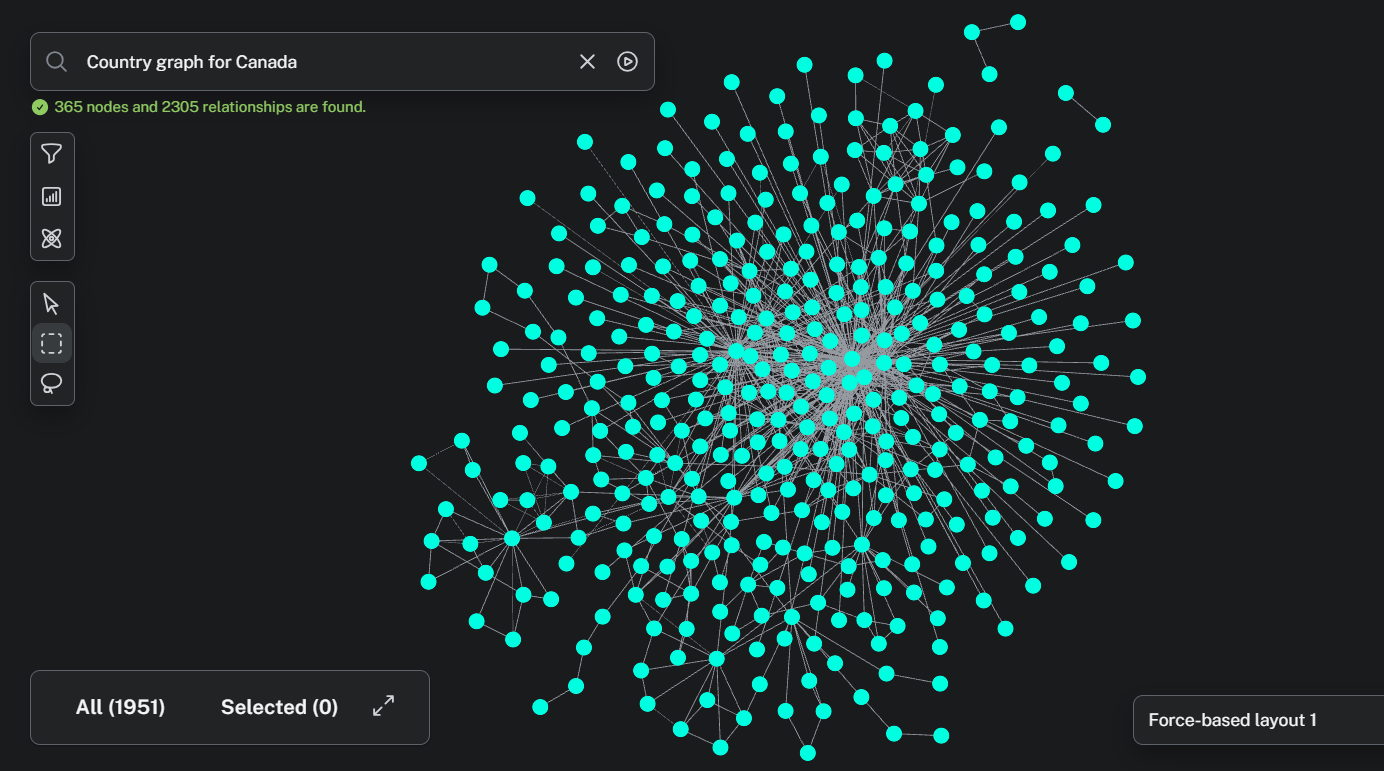 Country graph for Canada
365 nodes and 2305 relationships are found.
All (1951) Selected (0)
Force-based layout 1